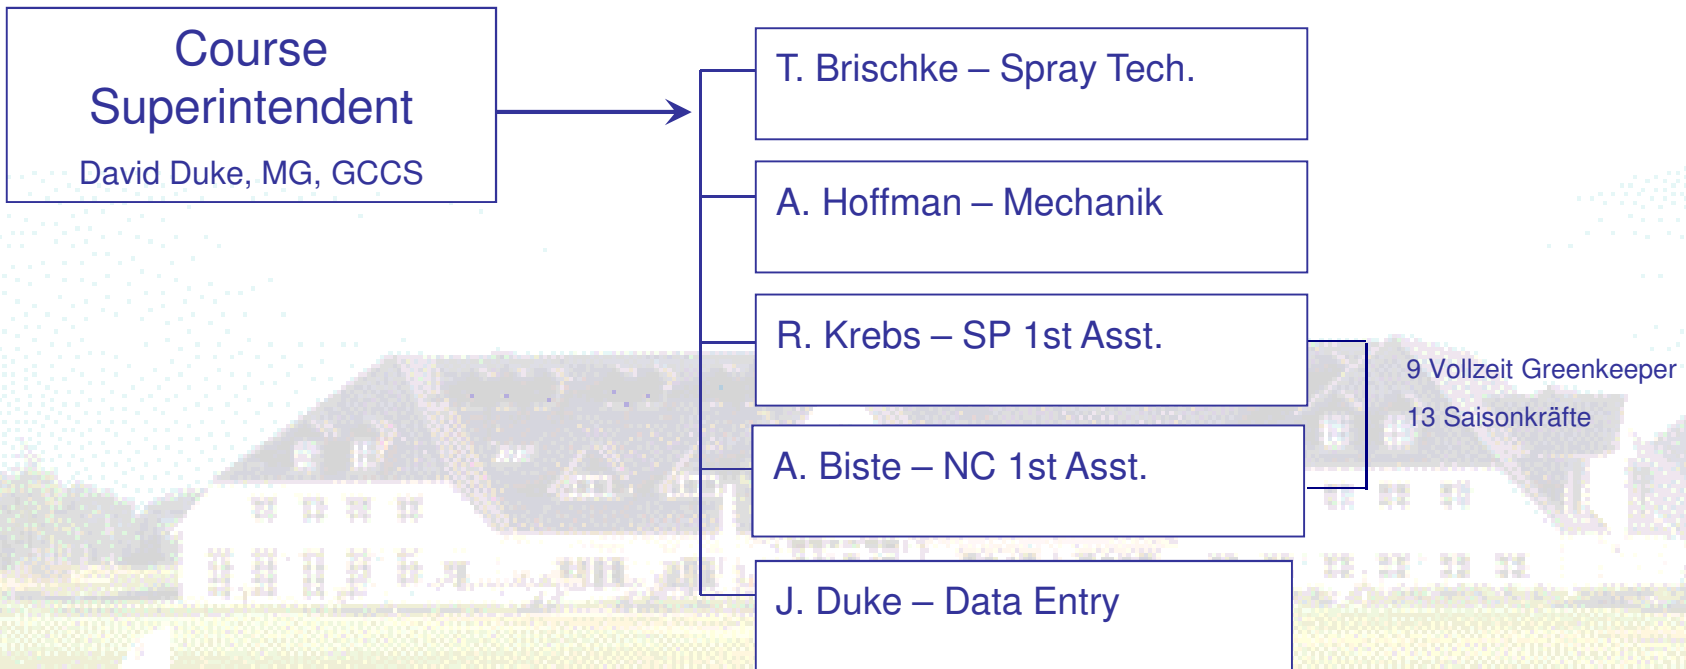 Course
Superintendent
David Duke, MG, GCCS
T. Brischke – Spray Tech.
A. Hoffman – Mechanik
R. Krebs – SP 1st Asst.
9 Vollzeit Greenkeeper
13 Saisonkräfte
A. Biste – NC 1st Asst.
J. Duke – Data Entry